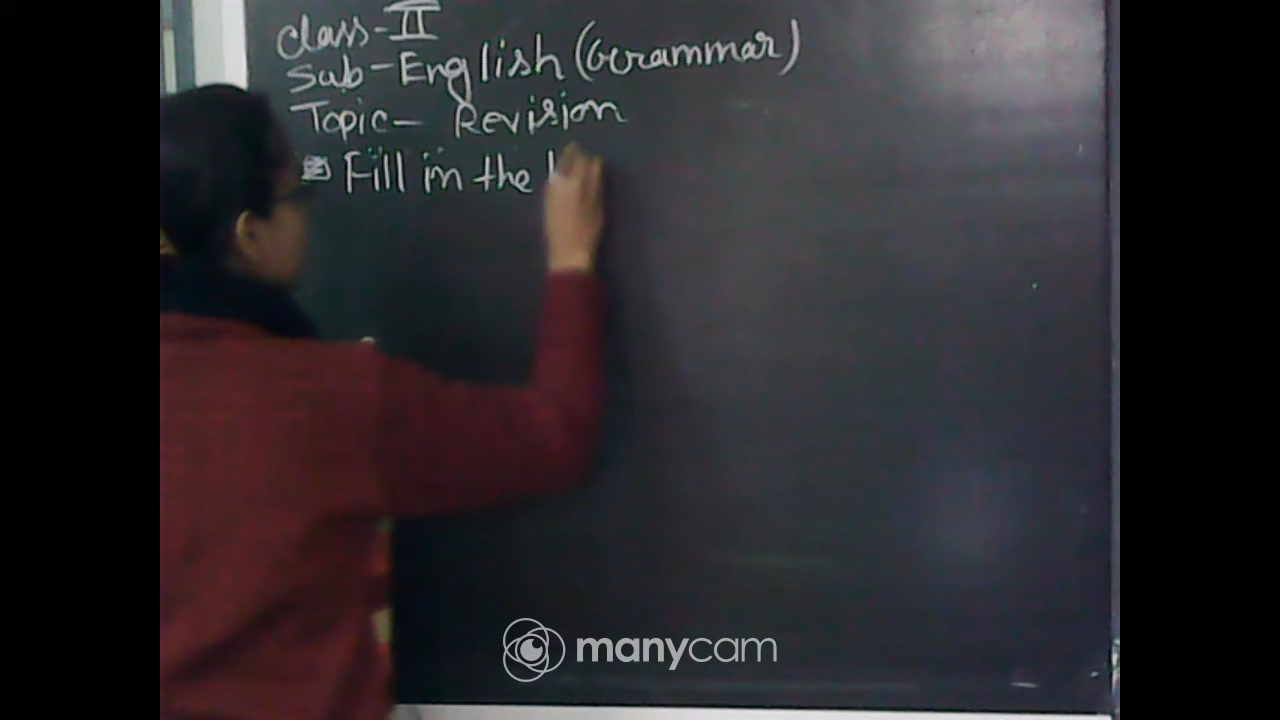 Class-II
Sub-English (Grammar)
Topic- Revision
Fill in the
manycam